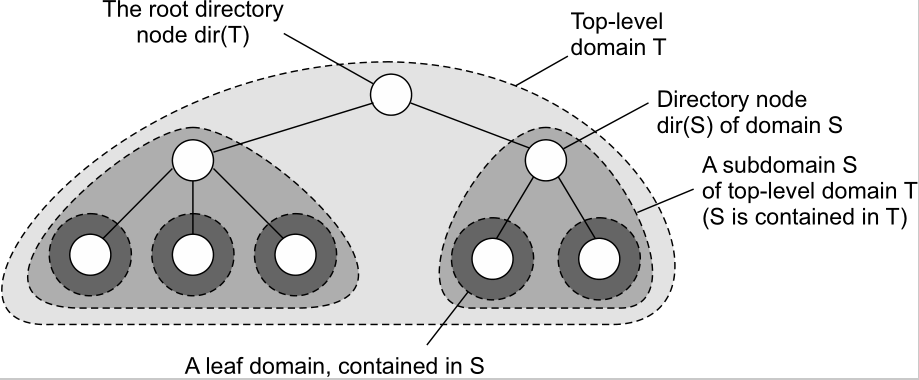 The root directory
node dir(T)
Top-level
domain T
Directory node
dir(S) of domain S
A subdomain S
of top-level domain T
(S is contained in T)
A leaf domain, contained in S